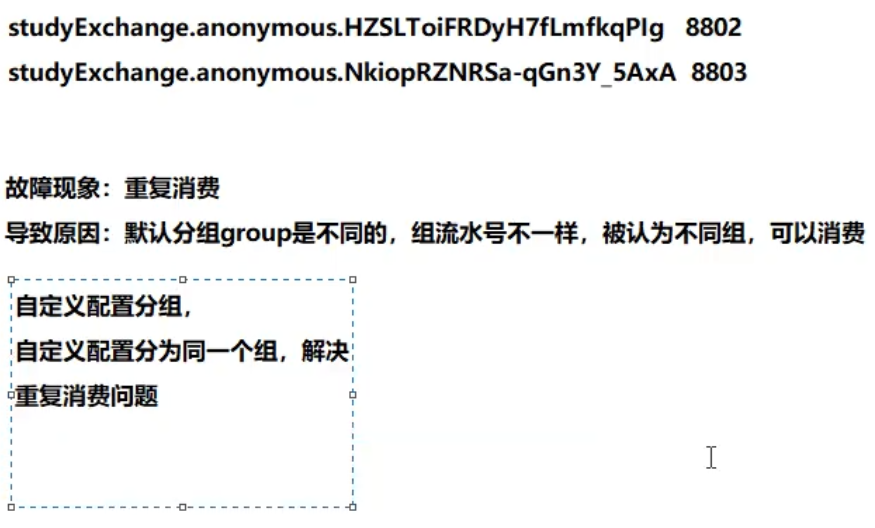 studyExchange.anonymous.HZSLToiFRDyH7fLmfkqPIg 8802
studyExchange.anonymous.NkiopRZNRSa-qGn3Y_5AxA 8803
故障现象：重复消费
导致原因：默认分组group是不同的，组流水号不一样，被认为不同组，可以消费
自定义配置分组，
自定义配置分为同一个组，解决
重复消费问题